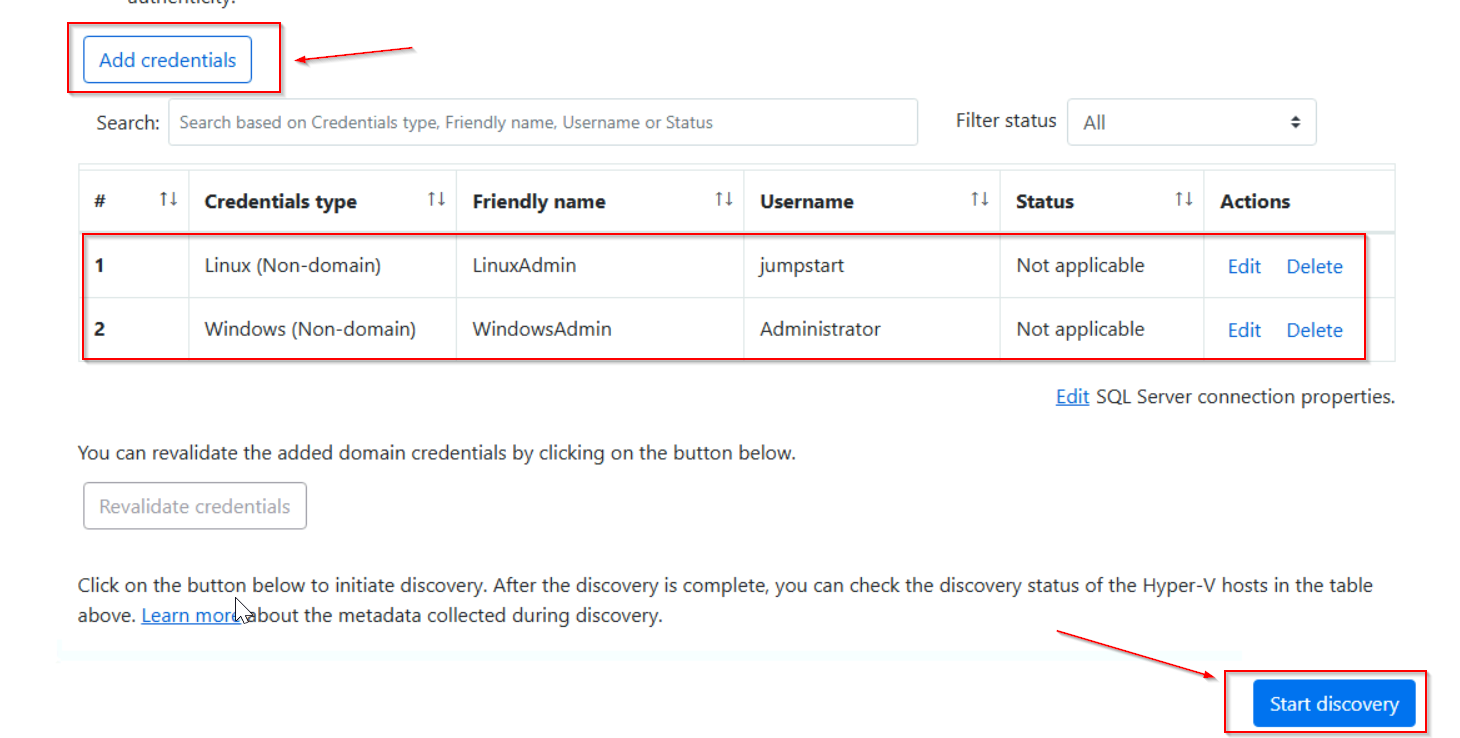 authenticity.
Add credentials
Search: Search based on Credentials type, Friendly name, Username or Status Filter status All
# Credentials type Friendly name Username Status Actions
1 Linux (Non-domain) LinuxAdmin jumpstart Not applicable Edit Delete
2 Windows (Non-domain) WindowsAdmin Administrator Not applicable Edit Delete
Edit SQL Server connection properties.
You can revalidate the added domain credentials by clicking on the button below.
Revalidate credentials
Click on the button below to initiate discovery. After the discovery is complete, you can check the discovery status of the Hyper-V hosts in the table
above. Learn more about the metadata collected during discovery.
Start discovery